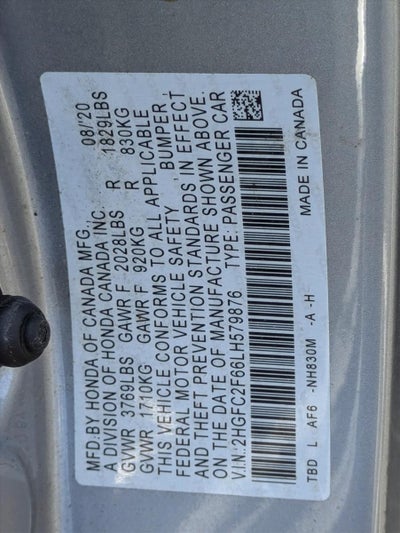 MFD.BY HONDA OF CANADA MFG. 08/20
A DIVISION OF HONDA CANADA INC.
GVWR 3769LBS GAWR F 2028LBS R 1829LBS
GVWR 1710KG GAWR F 920KG R 830KG
THIS VEHICLE CONFORMS TO ALL APPLICABLE
FEDERAL MOTOR VEHICLE SAFETY, BUMPER,
AND THEFT PREVENTION STANDARDS IN EFFECT
ON THE DATE OF MANUFACTURE SHOWN ABOVE.
V.I.N.:2HGFC2F66LH579876 TYPE:PASSENGER CAR
TBD L AF6 -NH830M -A -H MADE IN CANADA